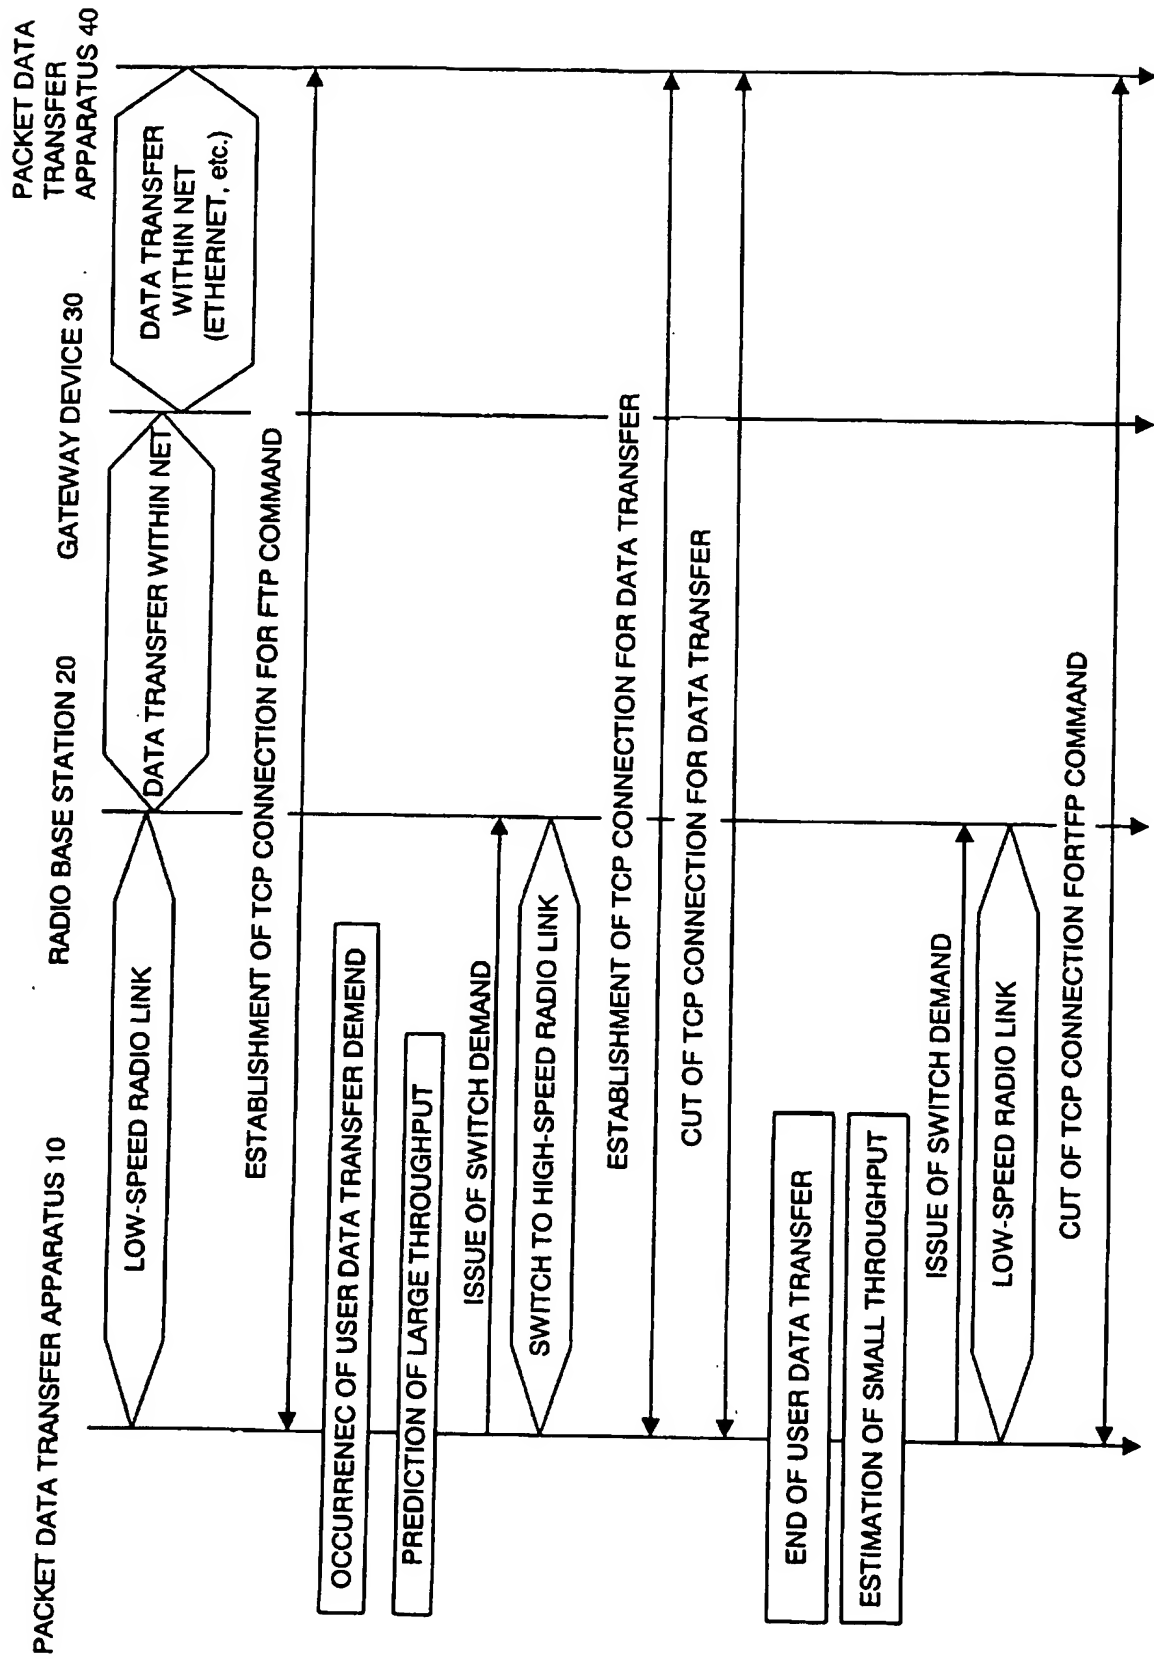 PACKET DATA TRANSFER APPARATUS 10
RADIO BASE STATION 20
GATEWAY DEVICE 30
PACKET DATA
TRANSFER
APPARATUS 40
LOW-SPEED RADIO LINK
DATA TRANSFER WITHIN NET
DATA TRANSFER
WITHIN NET
(ETHERNET, etc.)
ESTABLISHMENT OF TCP CONNECTION FOR FTP COMMAND
OCCURRENEC OF USER DATA TRANSFER DEMEND
PREDICTION OF LARGE THROUGHPUT
ISSUE OF SWITCH DEMAND
SWITCH TO HIGH-SPEED RADIO LINK
ESTABLISHMENT OF TCP CONNECTION FOR DATA TRANSFER
CUT OF TCP CONNECTION FOR DATA TRANSFER
END OF USER DATA TRANSFER
ESTIMATION OF SMALL THROUGHPUT
ISSUE OF SWITCH DEMAND
LOW-SPEED RADIO LINK
CUT OF TCP CONNECTION FORTFP COMMAND